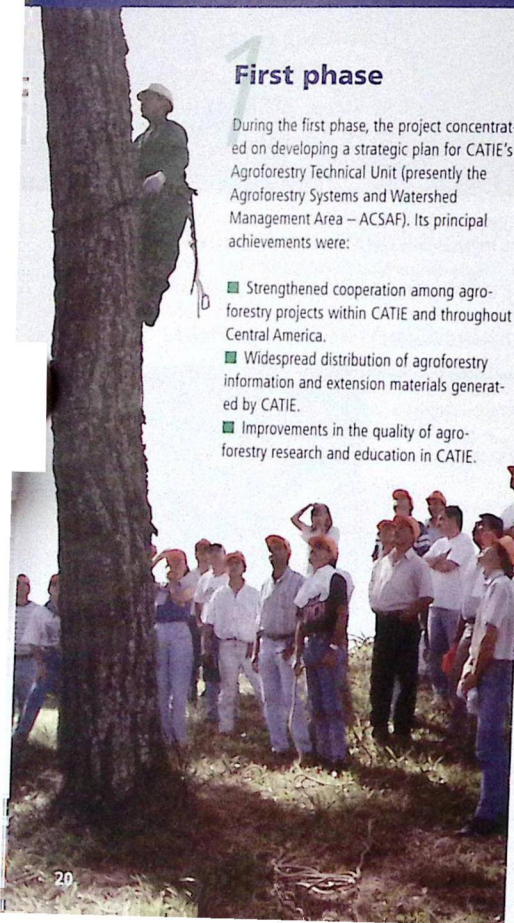 1
First phase
During the first phase, the project concentrat-
ed on developing a strategic plan for CATIE's
Agroforestry Technical Unit (presently the
Agroforestry Systems and Watershed
Management Area – ACSAF). Its principal
achievements were:
Strengthened cooperation among agro-
forestry projects within CATIE and throughout
Central America.
Widespread distribution of agroforestry
information and extension materials generat-
ed by CATIE.
Improvements in the quality of agro-
forestry research and education in CATIE.
20